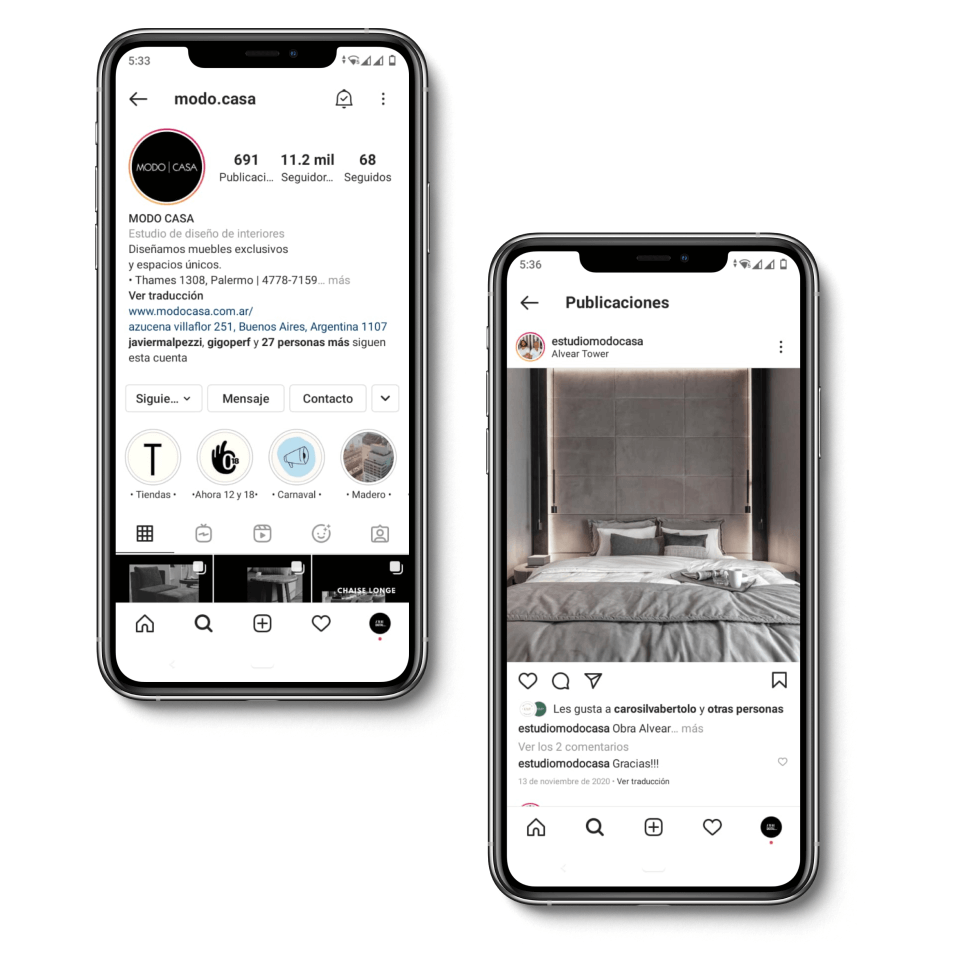 5:33
modo.casa
MODO | CASA
691 11.2 mil 68
Publicaci... Seguidor... Seguidos
MODO CASA
Estudio de diseño de interiores
Diseñamos muebles exclusivos
y espacios únicos.
• Thames 1308, Palermo | 4778-7159... más
Ver traducción
www.modocasa.com.ar/
azucena villaflor 251, Buenos Aires, Argentina 1107
javiermalpezzi, gigoperf y 27 personas más siguen
esta cuenta
Siguie... Mensaje Contacto
T
18
• Tiendas • •Ahora 12 y 18• • Carnaval • • Madero •
CHAISE LONGE
5:36
Publicaciones
estudiomodocasa
Alvear Tower
Les gusta a carosilvabertolo y otras personas
estudiomodocasa Obra Alvear... más
Ver los 2 comentarios
estudiomodocasa Gracias!!!
13 de noviembre de 2020 • Ver traducción